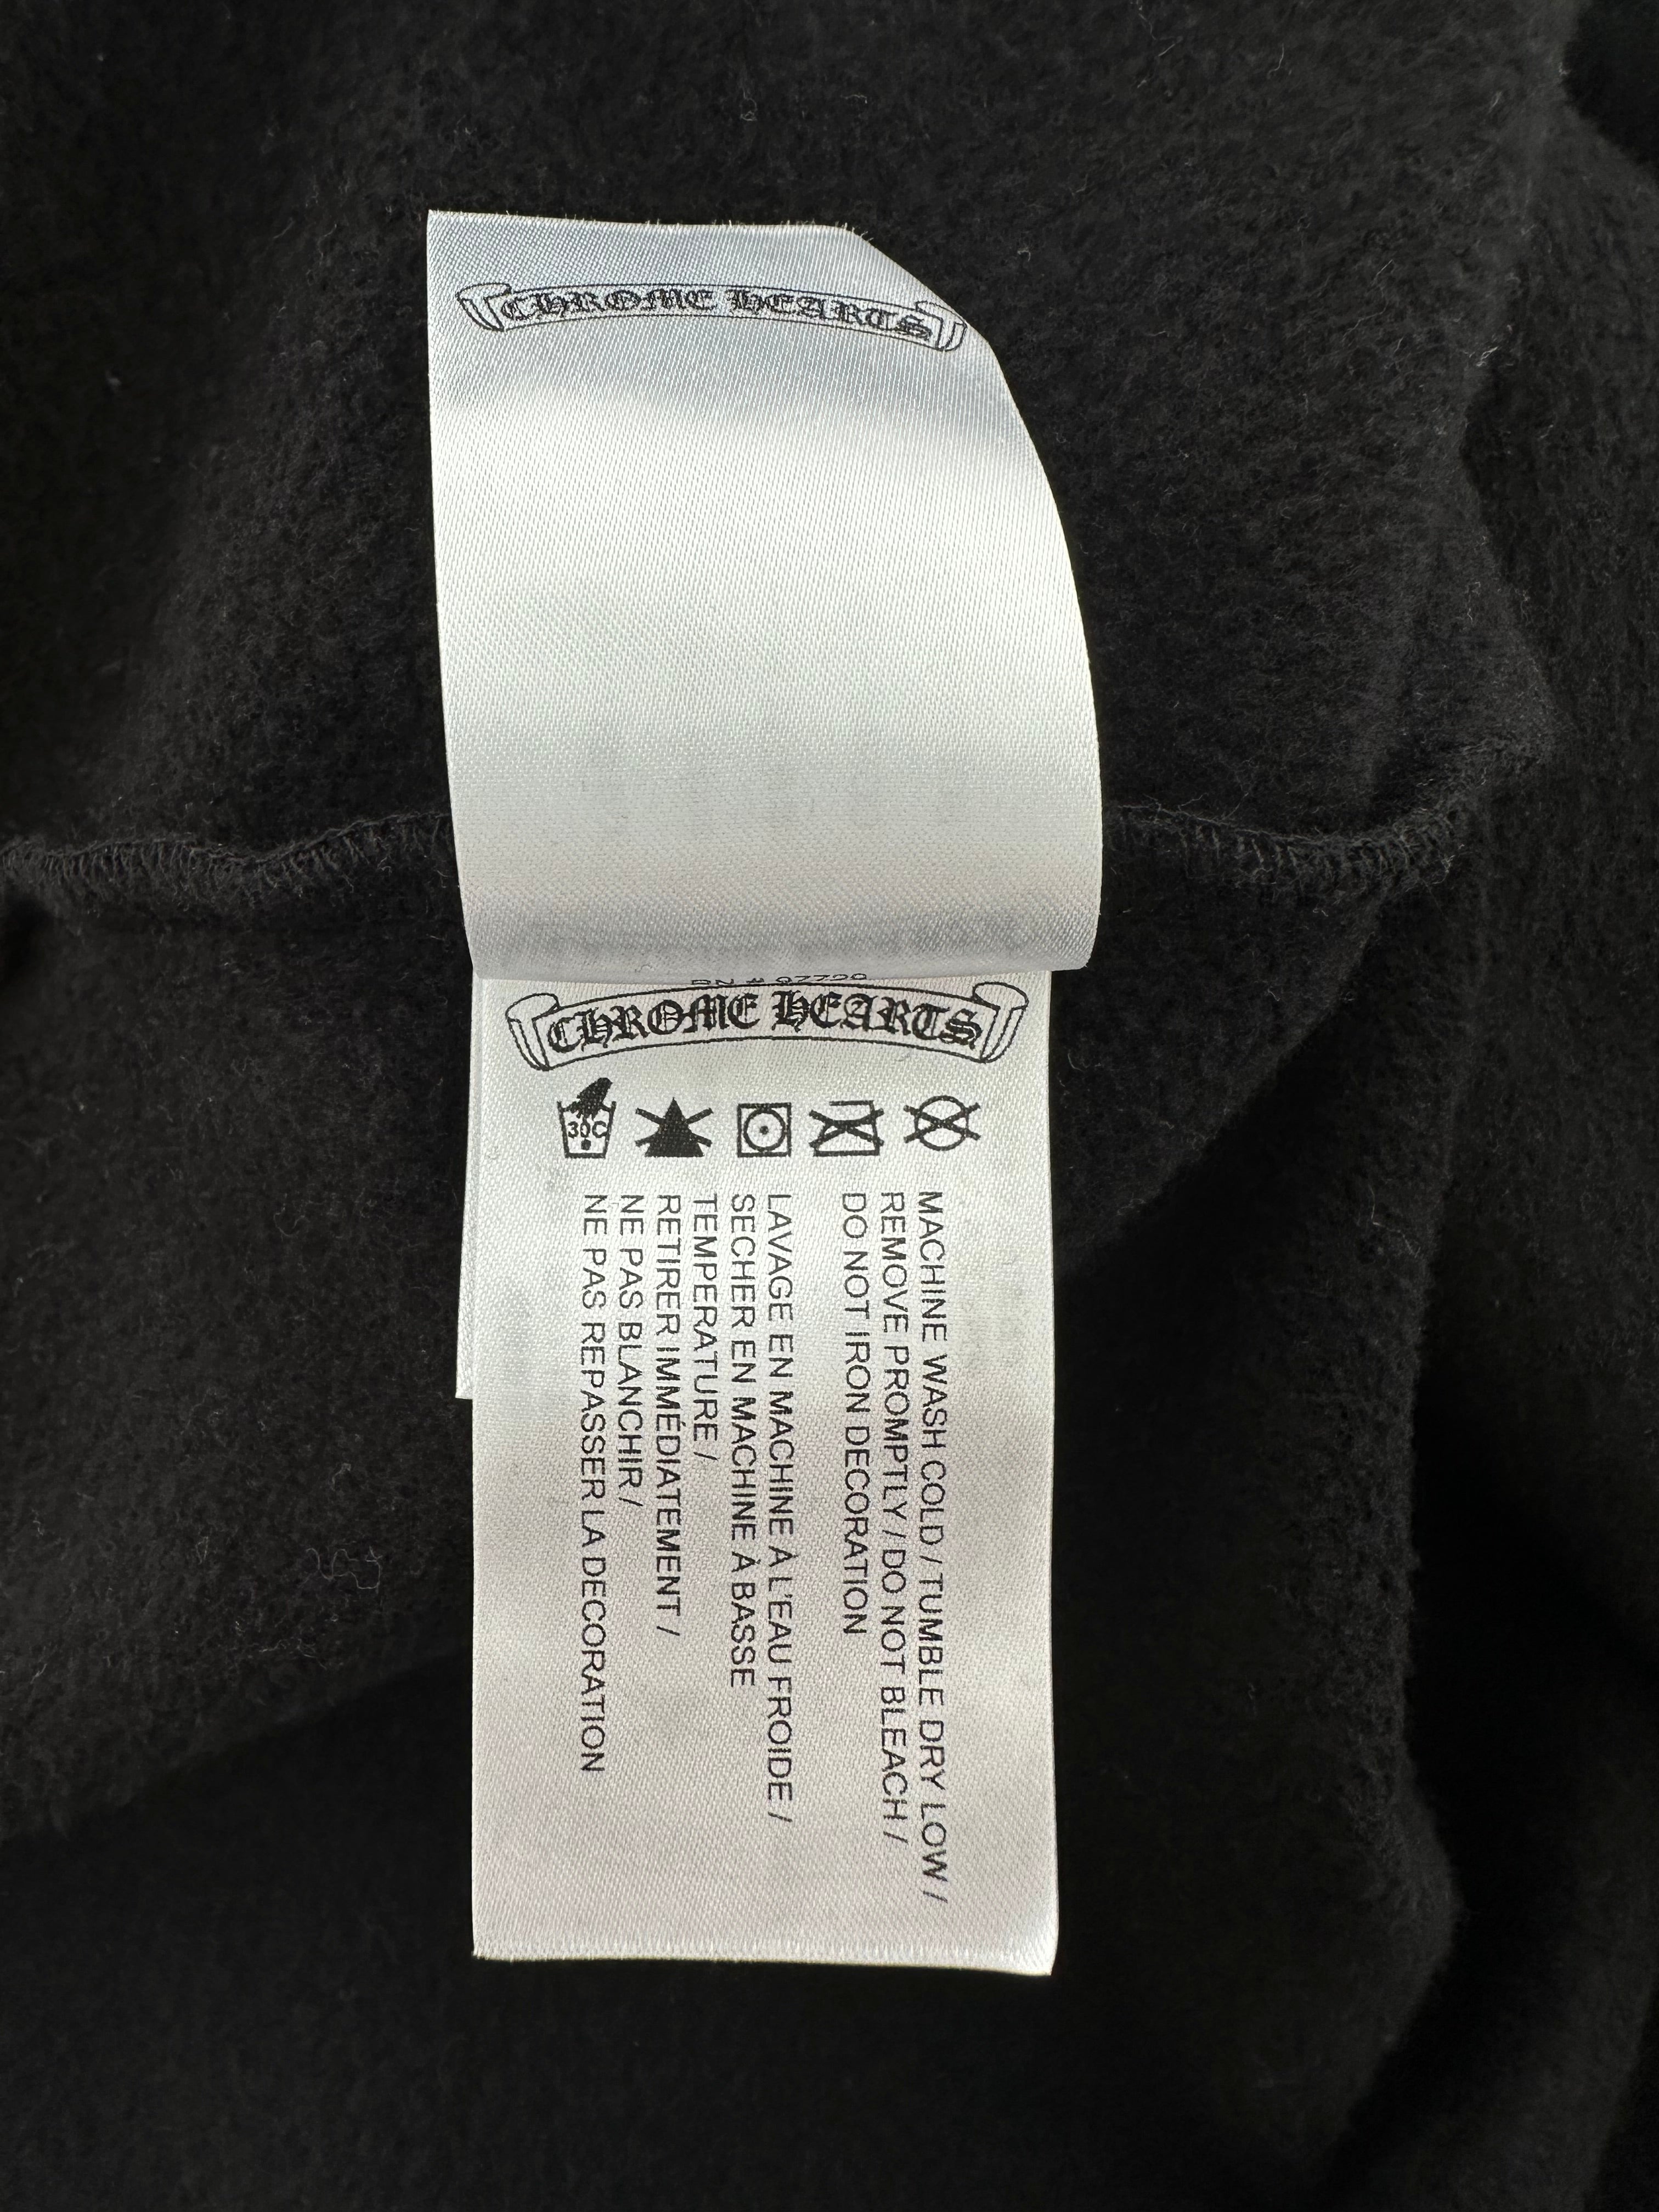 CHROME HEARTS
CHROME HEARTS
30C
MACHINE WASH COLD / TUMBLE DRY LOW /
REMOVE PROMPTLY / DO NOT BLEACH /
DO NOT IRON DECORATION
LAVAGE EN MACHINE À L'EAU FROIDE /
SECHER EN MACHINE À BASSE
TEMPERATURE /
RETIRER IMMÉDIATEMENT /
NE PAS BLANCHIR /
NE PAS REPASSER LA DECORATION